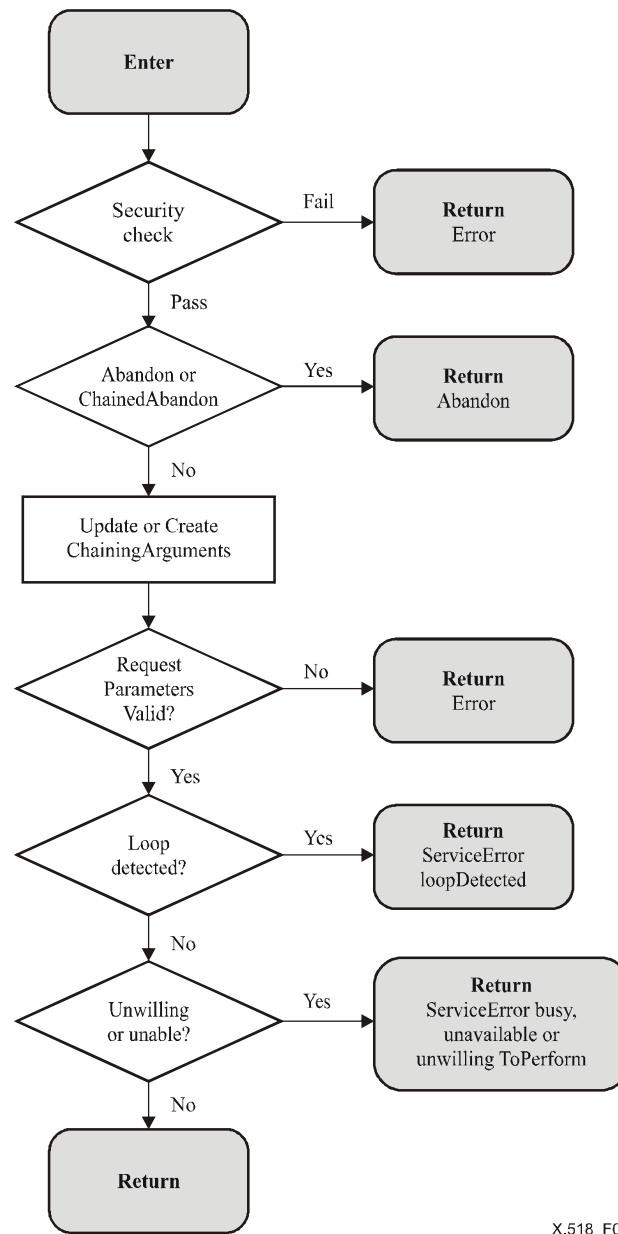 Enter
Security
check
Fail
Return
Error
Pass
Abandon or
ChainedAbandon
Yes
Return
Abandon
No
Update or Create
ChainingArguments
Request
Parameters
Valid?
No
Return
Error
Yes
Loop
detected?
Yes
Return
ServiceError
loopDetected
No
Unwilling
or unable?
Yes
Return
ServiceError busy,
unavailable or
unwilling ToPerform
No
Return
X.518_F0